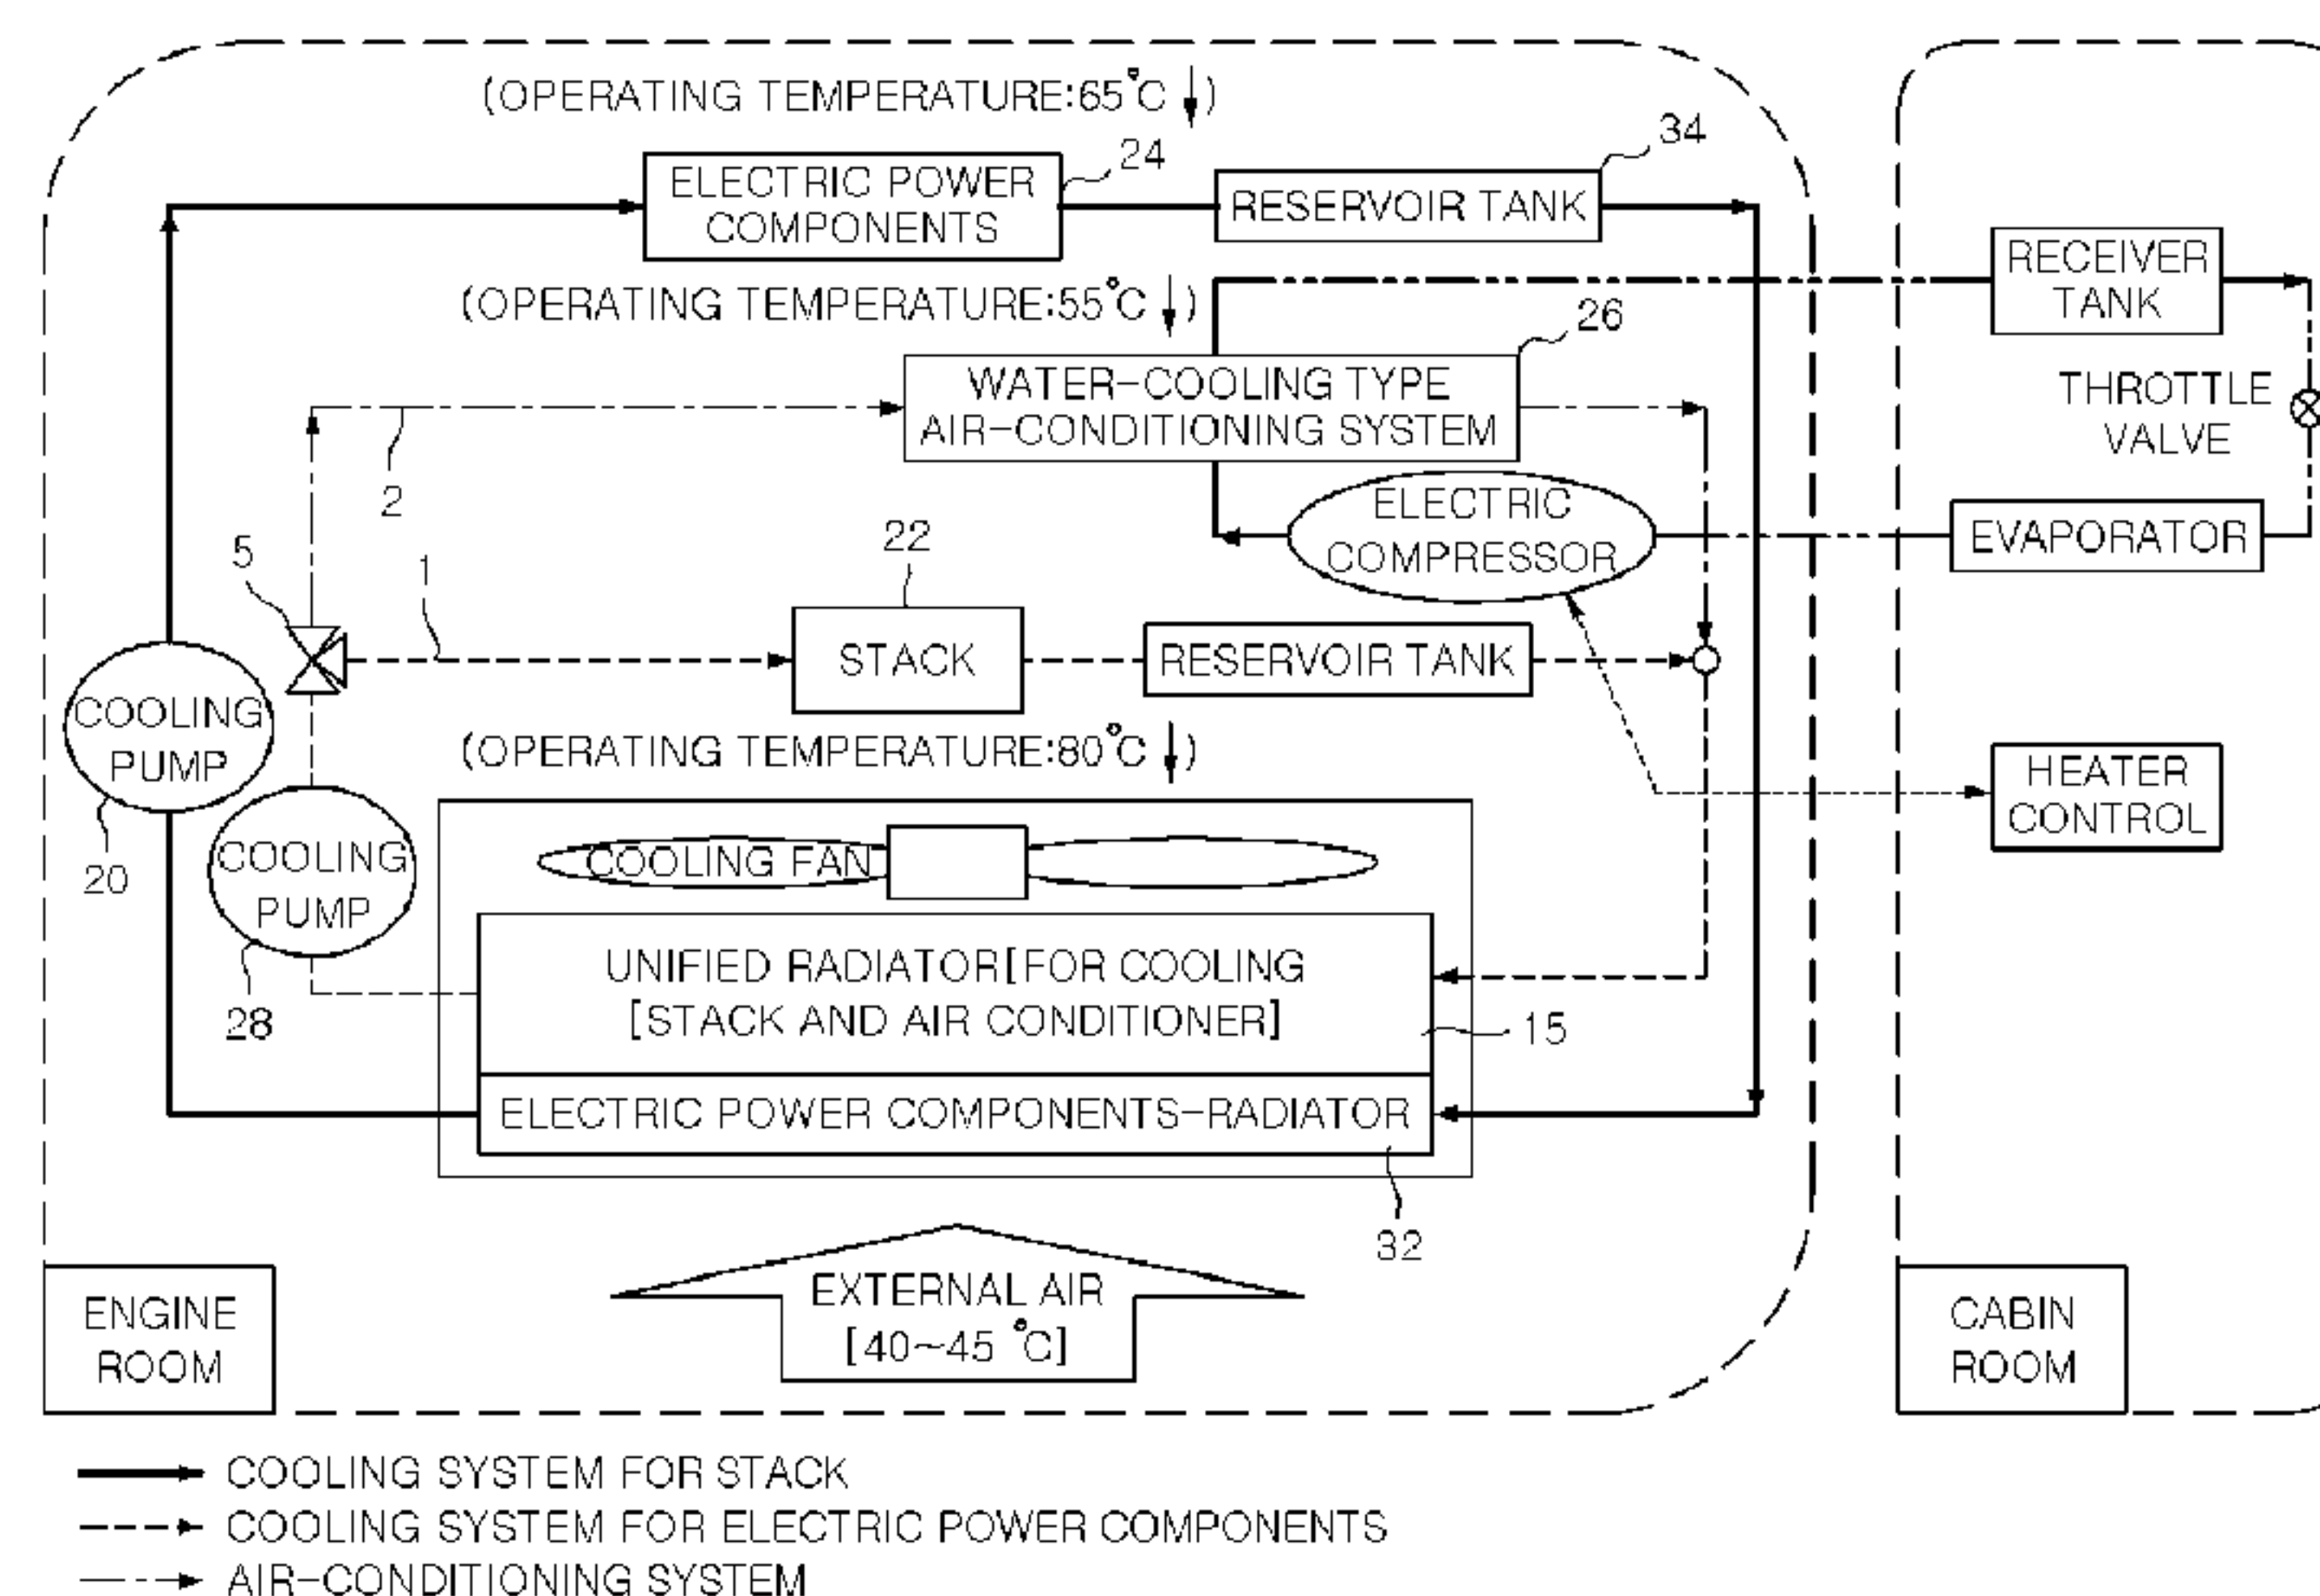 (OPERATING TEMPERATURE:65°C ↓)
34
24
ELECTRIC POWER
COMPONENTS
RESERVOIR TANK
RECEIVER
TANK
(OPERATING TEMPERATURE:55°C ↓)
26
WATER-COOLING TYPE
AIR-CONDITIONING SYSTEM
THROTTLE
VALVE
2
ELECTRIC
COMPRESSOR
22
5
1
EVAPORATOR
STACK
RESERVOIR TANK
COOLING
PUMP
(OPERATING TEMPERATURE:80°C ↓)
HEATER
CONTROL
20
COOLING
PUMP
COOLING FAN
28
UNIFIED RADIATOR[FOR COOLING
[STACK AND AIR CONDITIONER]
15
ELECTRIC POWER COMPONENTS-RADIATOR
32
EXTERNAL AIR
[40~45 °C]
ENGINE
ROOM
CABIN
ROOM
COOLING SYSTEM FOR STACK
COOLING SYSTEM FOR ELECTRIC POWER COMPONENTS
AIR-CONDITIONING SYSTEM